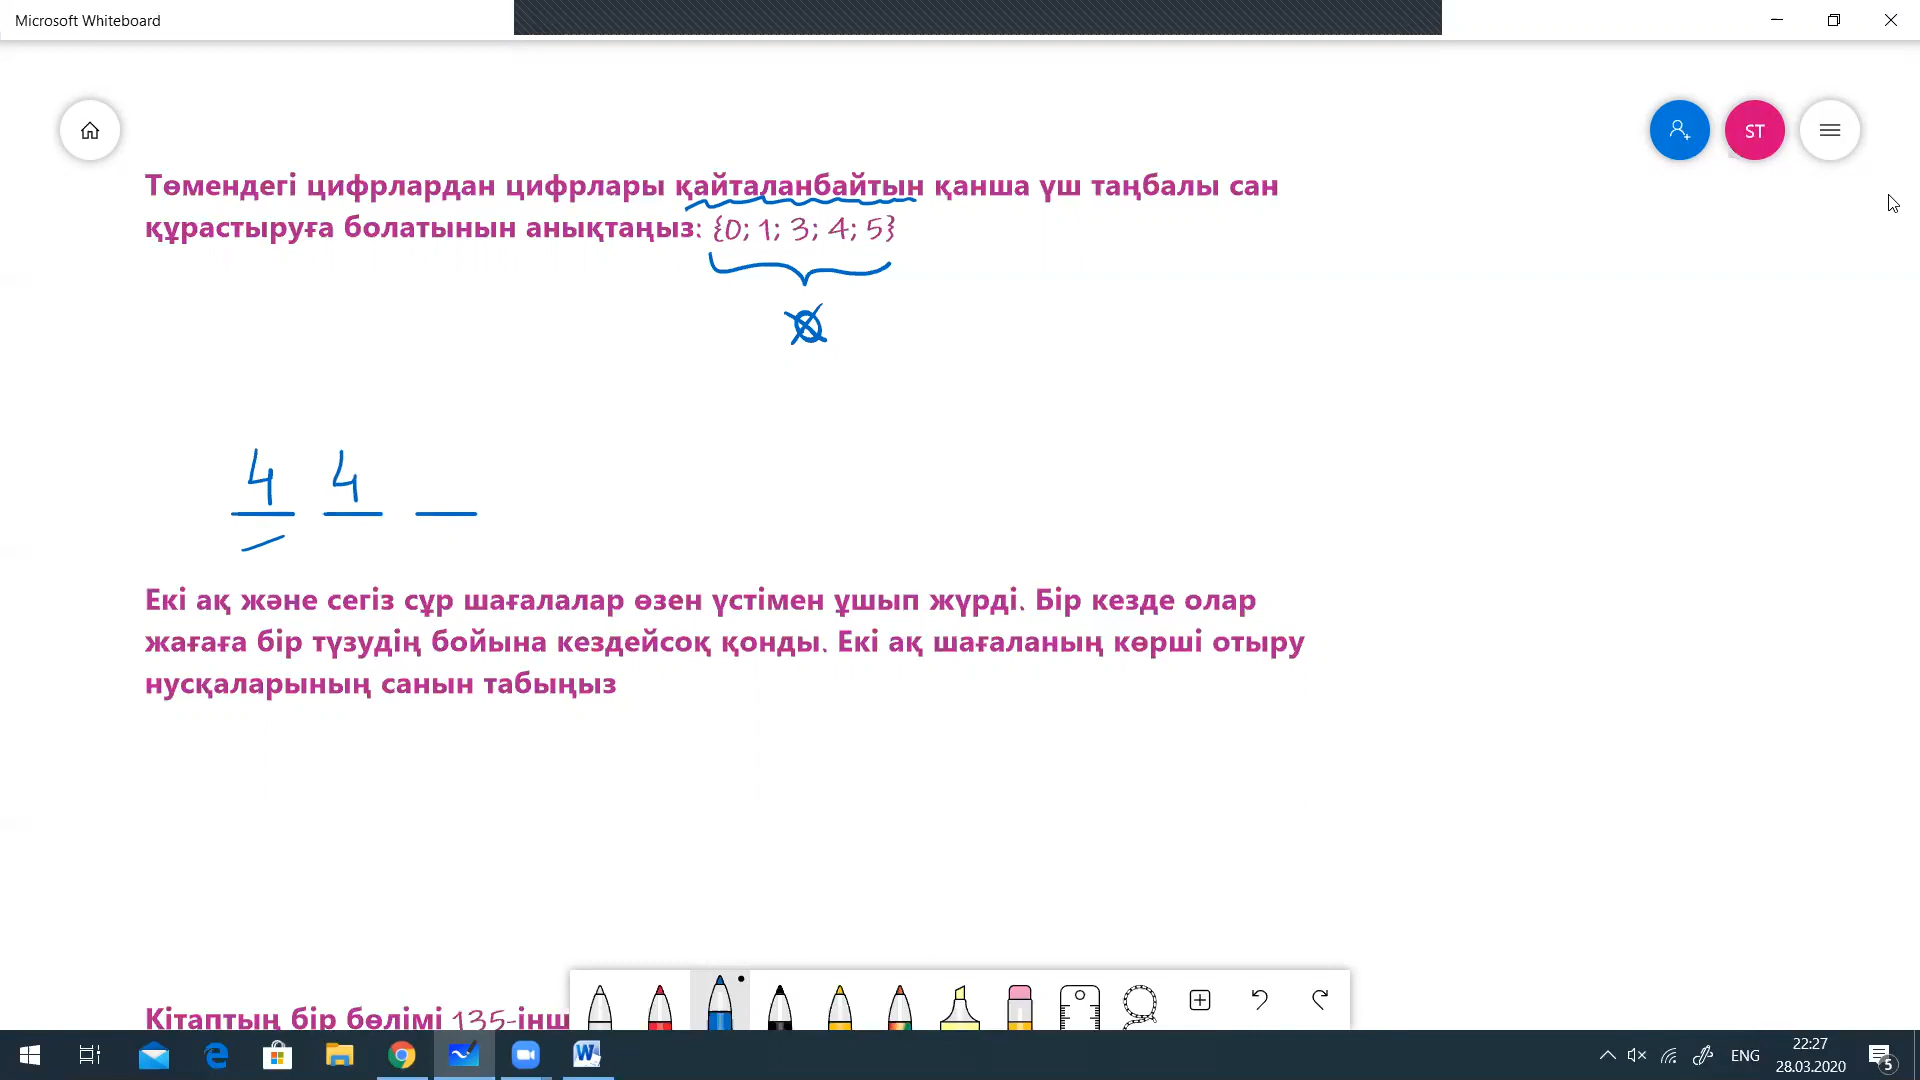 Microsoft Whiteboard
ST
Төмендегі цифрлардан цифрлары қайталанбайтын қанша үш таңбалы сан
құрастыруға болатынын анықтаңыз: {0; 1; 3; 4; 5}
4 4
Екі ақ және сегіз сұр шағалалар өзен үстімен ұшып жүрді. Бір кезде олар
жағаға бір түзудің бойына кездейсоқ қонды. Екі ақ шағаланың көрші отыру
нусқаларының санын табыңыз
Кітаптың бір бөлімі 135-інш
ENG
22:27
28.03.2020
5